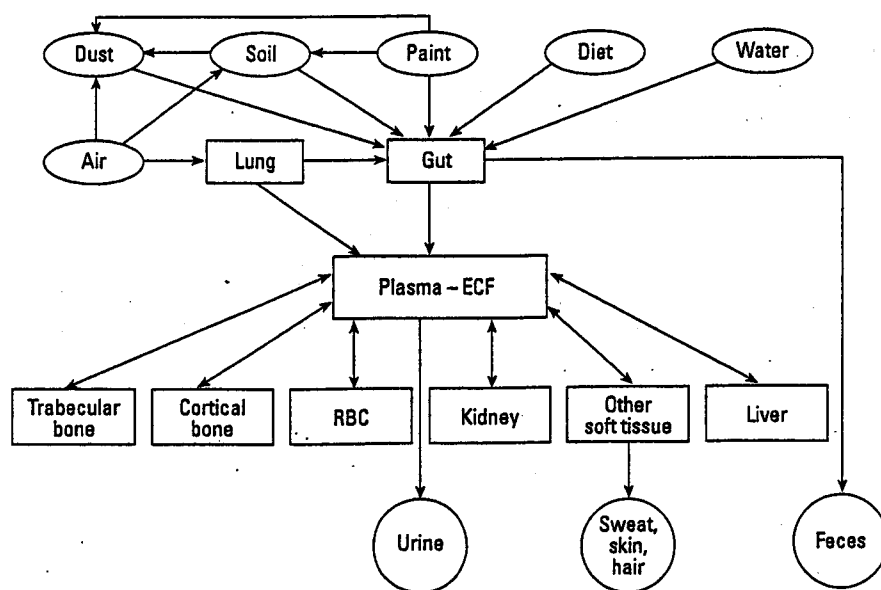 Dust
Soil
Paint
Diet
Water
Air
Lung
Gut
Plasma – ECF
Trabecular
bone
Cortical
bone
RBC
Kidney
Other
soft tissue
Liver
Urine
Sweat,
skin,
hair
Feces